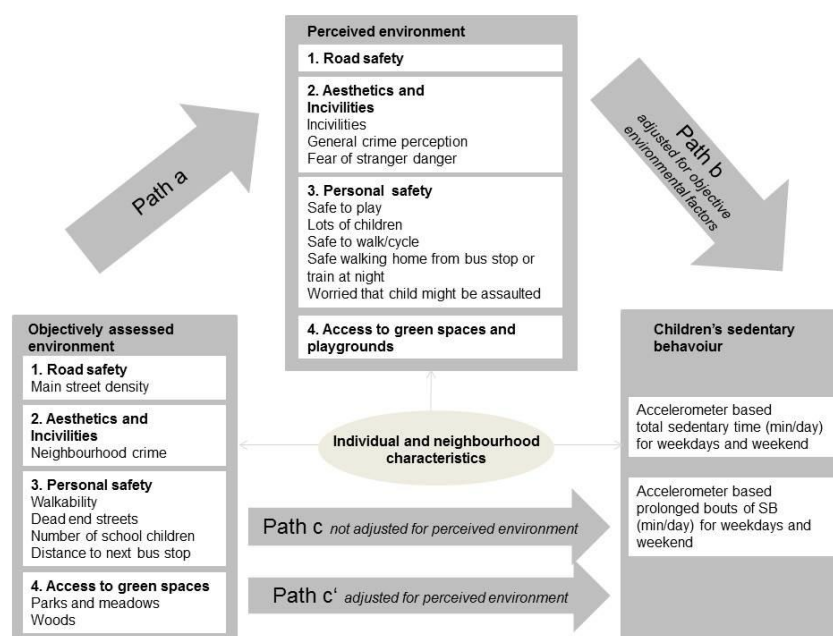 Perceived environment
1. Road safety
2. Aesthetics and
Incivilities
Incivilities
General crime perception
Fear of stranger danger
3. Personal safety
Safe to play
Lots of children
Safe to walk/cycle
Safe walking home from bus stop or
train at night
Worried that child might be assaulted
4. Access to green spaces and
playgrounds
Path a
Path b
adjusted for objective
environmental factors
Objectively assessed
environment
1. Road safety
Main street density
2. Aesthetics and
Incivilities
Neighbourhood crime
3. Personal safety
Walkability
Dead end streets
Number of school children
Distance to next bus stop
4. Access to green spaces
Parks and meadows
Woods
Individual and neighbourhood
characteristics
Path c not adjusted for perceived environment
Path c' adjusted for perceived environment
Children's sedentary
behavoiur
Accelerometer based
total sedentary time (min/day)
for weekdays and weekend
Accelerometer based
prolonged bouts of SB
(min/day) for weekdays and
weekend